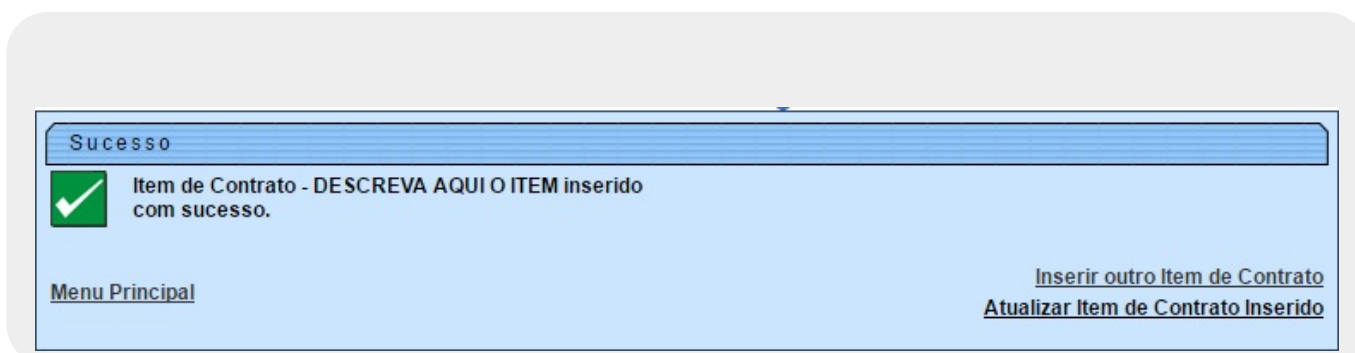 Sucesso
Item de Contrato - DESCREVA AQUI O ITEM inserido
com sucesso.
Inserir outro Item de Contrato
Menu Principal
Atualizar Item de Contrato Inserido